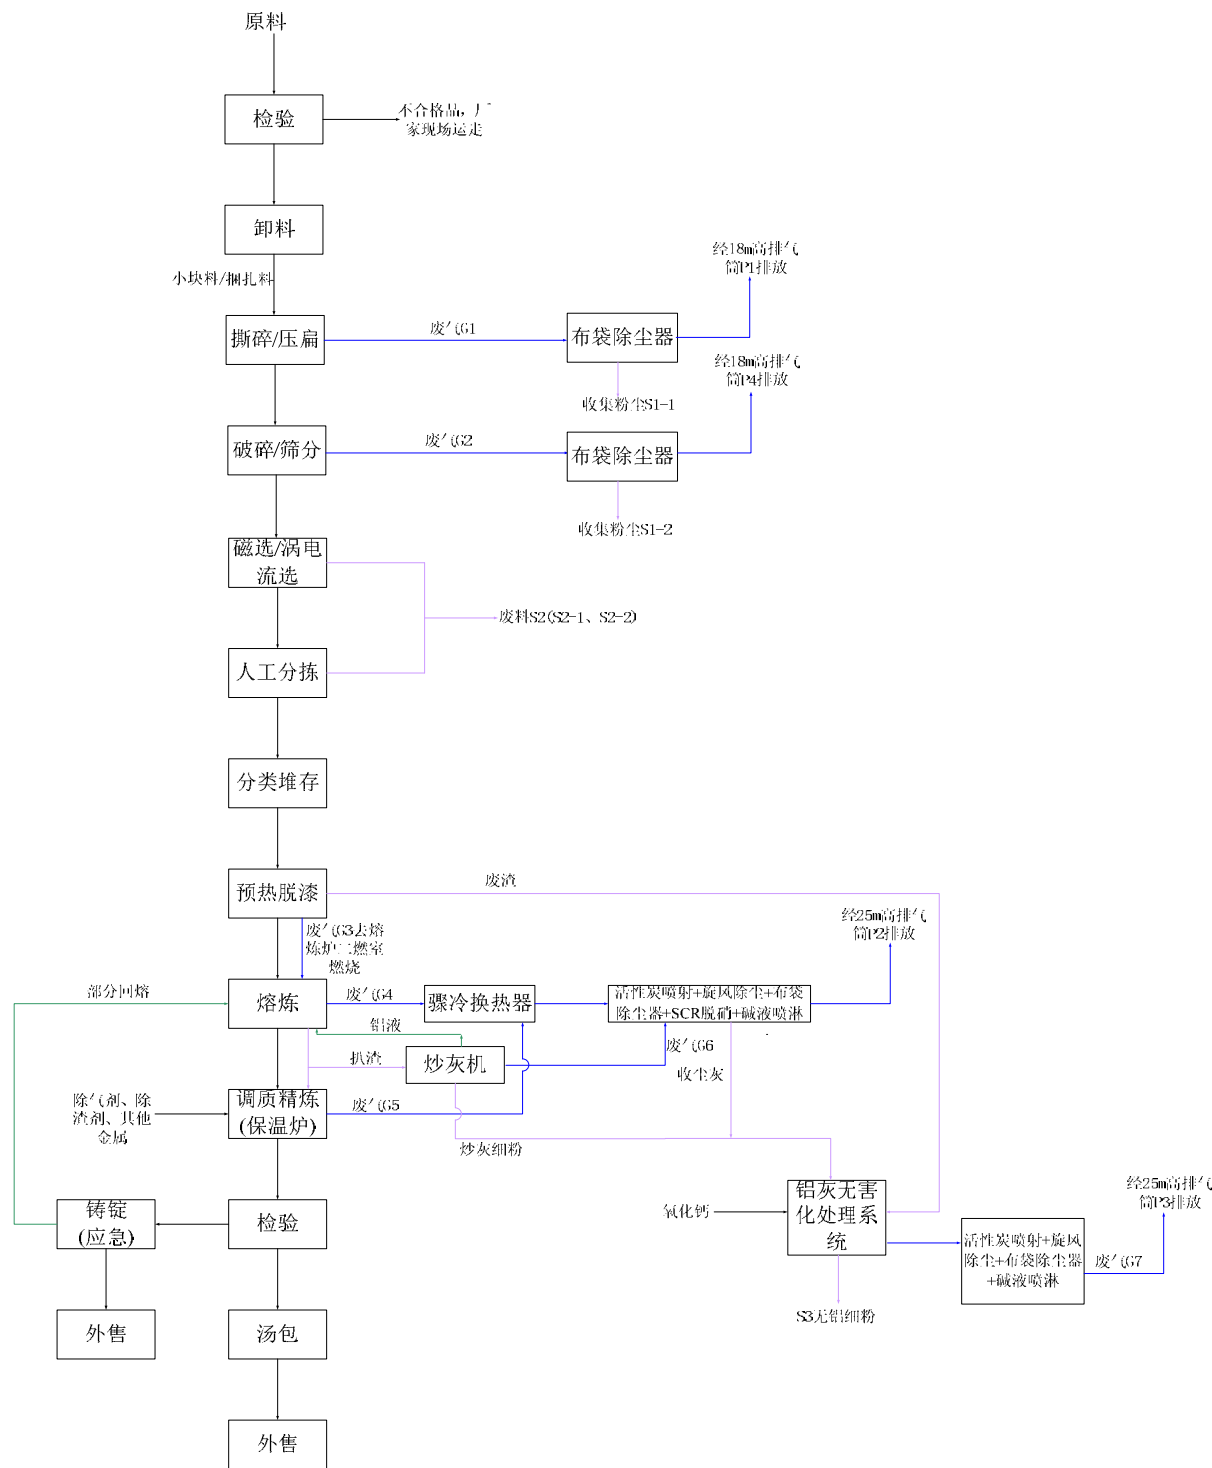 原料
检验
不合格品，厂
家现场运走
卸料
小块料/捆扎料
经18m高排气
筒P1排放
撕碎/压扁
废气G1
布袋除尘器
收集粉尘S1-1
经18m高排气
筒P4排放
破碎/筛分
废气G2
布袋除尘器
收集粉尘S1-2
磁选/涡电
流选
废料S2(S2-1、S2-2)
人工分拣
分类堆存
预热脱漆
废渣
废气G3去熔
炼炉二燃室
燃烧
经25m高排气
筒P2排放
部分回熔
熔炼
废气G4
骤冷换热器
活性炭喷射+旋风除尘+布袋
除尘器+SCR脱硝+碱液喷淋
铝液
扒渣
炒灰机
废气G6
收尘灰
除气剂、除
渣剂、其他
金属
调质精炼
(保温炉)
废气G5
炒灰细粉
铸锭
(应急)
检验
氧化钙
铝灰无害
化处理系
统
经25m高排气
筒P3排放
活性炭喷射+旋风
除尘+布袋除尘器
+碱液喷淋
废气G7
S3无铝细粉
外售
汤包
外售